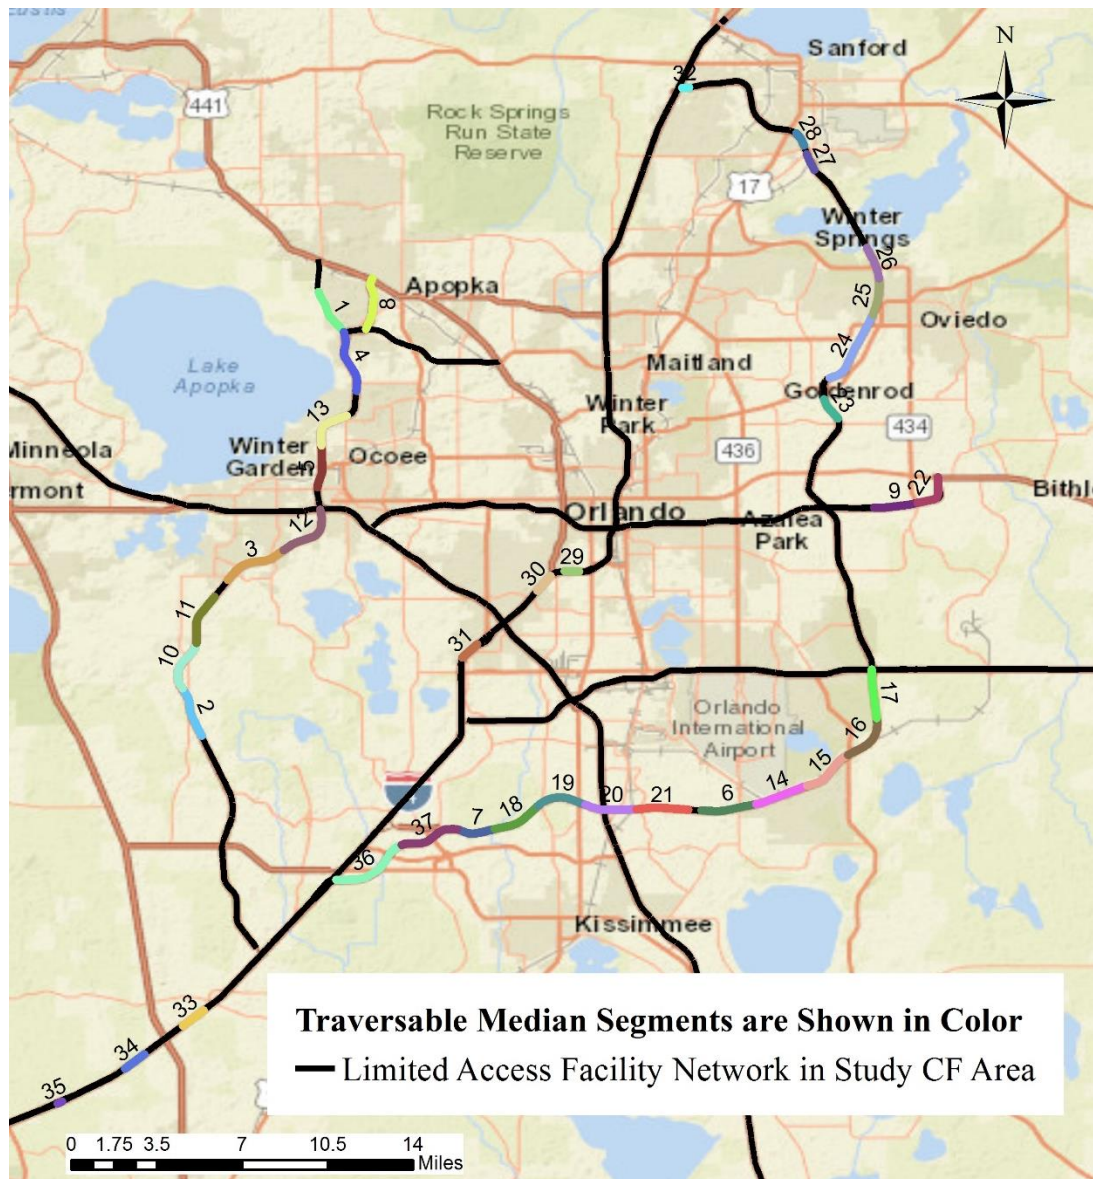 Eustis
Sanford
N
32
441
Rock Springs
Run State
Reserve
28
27
17
Winter
Springs
26
Apopka
1
8
25
Oviedo
4
24
Lake
Apopka
Maitland
Goldenrod
23
13
Winter
Park
434
Minneola
Winter
Garden
5
Ocoee
436
ermont
22
9
Bithl
12
Orlando
Azalea
Park
3
30
29
11
31
10
17
2
Orlando
International
Airport
16
15
19
14
20
21
6
18
7
37
36
Kissimmee
33
34
35
Traversable Median Segments are Shown in Color
Limited Access Facility Network in Study CF Area
0 1.75 3.5 7 10.5 14
Miles